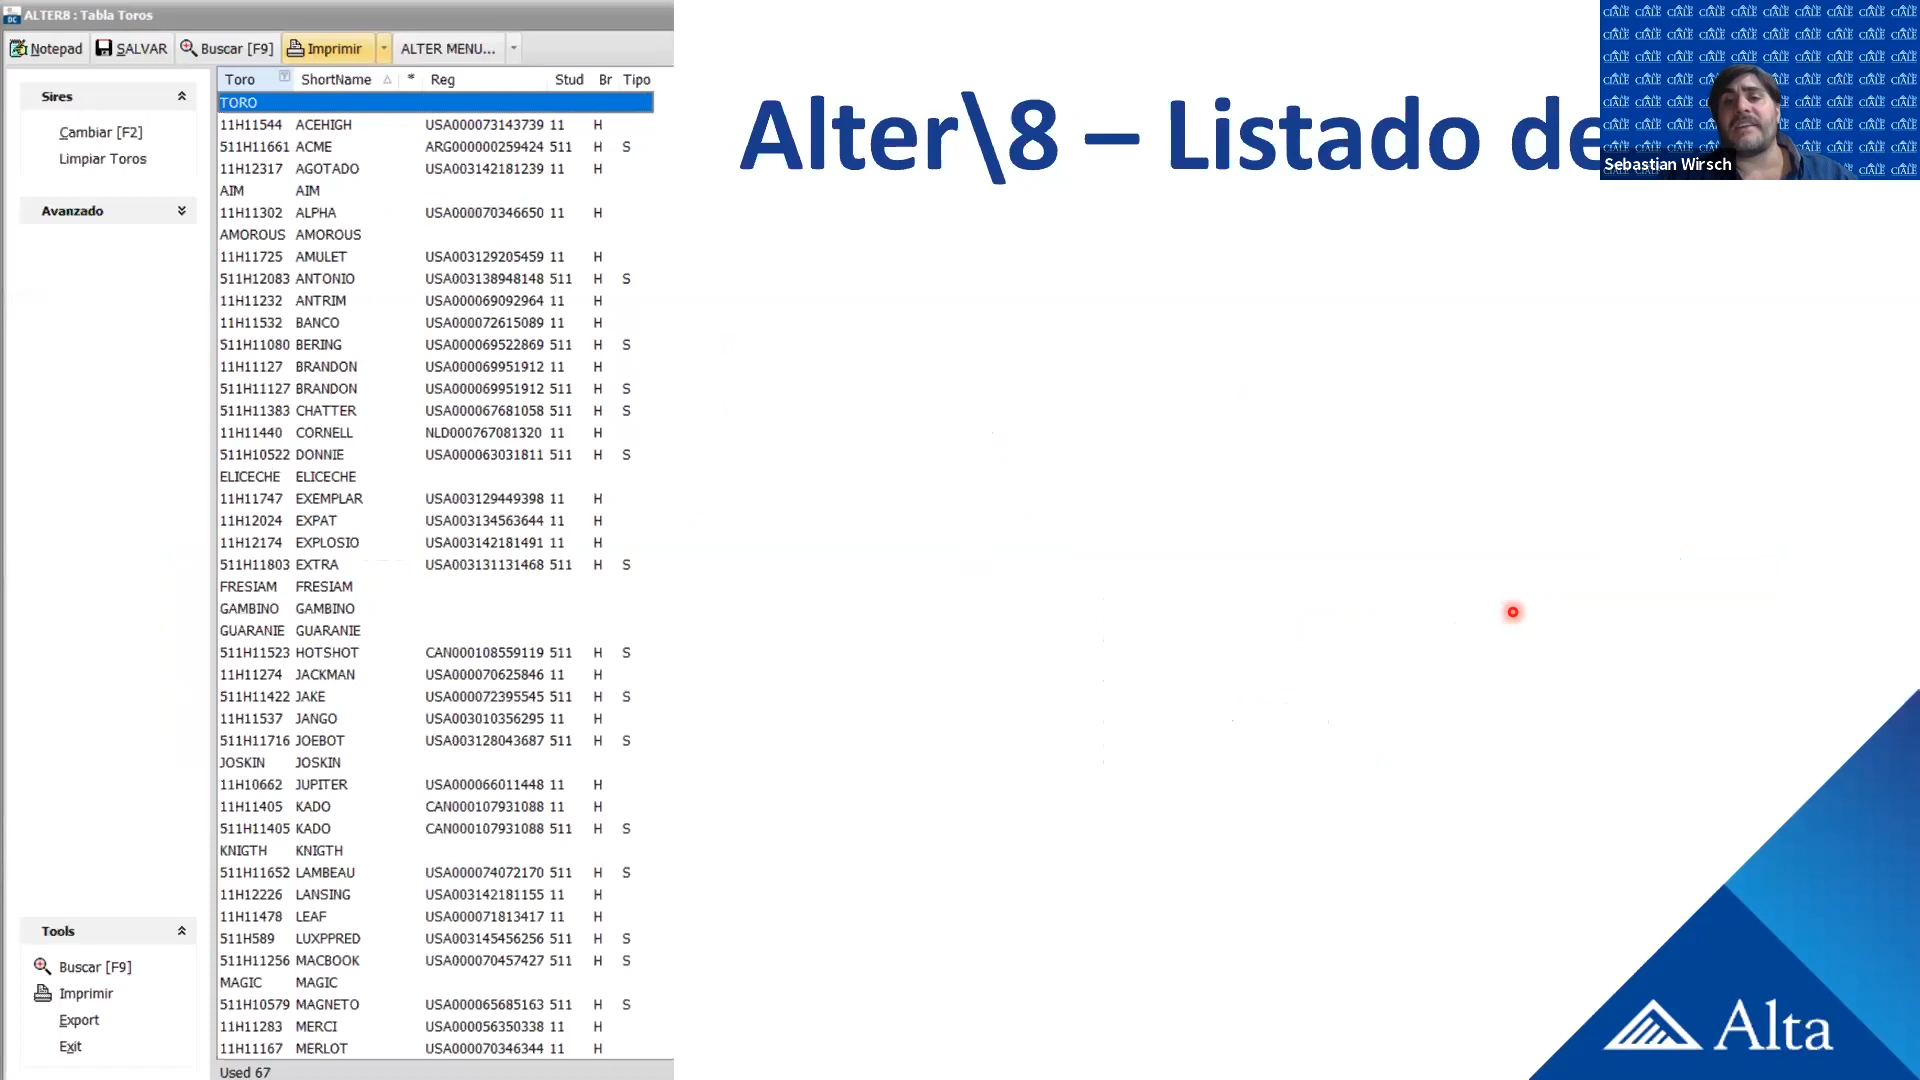 ALTER8 : Tabla Toros
Notepad SALVAR Buscar [F9] Imprimir ALTER MENU...
Sires
Cambiar [F2]
Limpiar Toros
Avanzado
Tools
Buscar [F9]
Imprimir
Export
Exit
Toro ShortName * Reg Stud Br Tipo
TORO
11H11544 ACEHIGH USA000073143739 11 H
511H11661 ACME ARG000000259424 511 H S
11H12317 AGOTADO USA003142181239 11 H
AIM AIM
11H11302 ALPHA USA000070346650 11 H
AMOROUS AMOROUS
11H11725 AMULET USA003129205459 11 H
511H12083 ANTONIO USA003138948148 511 H S
11H11232 ANTRIM USA000069092964 11 H
11H11532 BANCO USA000072615089 11 H
511H11080 BERING USA000069522869 511 H S
11H11127 BRANDON USA000069951912 11 H
511H11127 BRANDON USA000069951912 511 H S
511H11383 CHATTER USA000067681058 511 H S
11H11440 CORNELL NLD000767081320 11 H
511H10522 DONNIE USA000063031811 511 H S
ELICECHE ELICECHE
11H11747 EXEMPLAR USA003129449398 11 H
11H12024 EXPAT USA003134563644 11 H
11H12174 EXPLOSIO USA003142181491 11 H
511H11803 EXTRA USA003131131468 511 H S
FRESIAM FRESIAM
GAMBINO GAMBINO
GUARANIE GUARANIE
511H11523 HOTSHOT CAN000108559119 511 H S
11H11274 JACKMAN USA000070625846 11 H
511H11422 JAKE USA000072395545 511 H S
11H11537 JANGO USA003010356295 11 H
511H11716 JOEBOT USA003128043687 511 H S
JOSKIN JOSKIN
11H10662 JUPITER USA000066011448 11 H
11H11405 KADO CAN000107931088 11 H
511H11405 KADO CAN000107931088 511 H S
KNIGTH KNIGTH
511H11652 LAMBEAU USA000074072170 511 H S
11H12226 LANSING USA003142181155 11 H
11H11478 LEAF USA000071813417 11 H
511H589 LUXPPRED USA003145456256 511 H S
511H11256 MACBOOK USA000070457427 511 H S
MAGIC MAGIC
511H10579 MAGNETO USA000065685163 511 H S
11H11283 MERCI USA000056350338 11 H
11H11167 MERLOT USA000070346344 11 H
Used 67
Alter\8 – Listado de
CIALE
Sebastian Wirsch
Alta